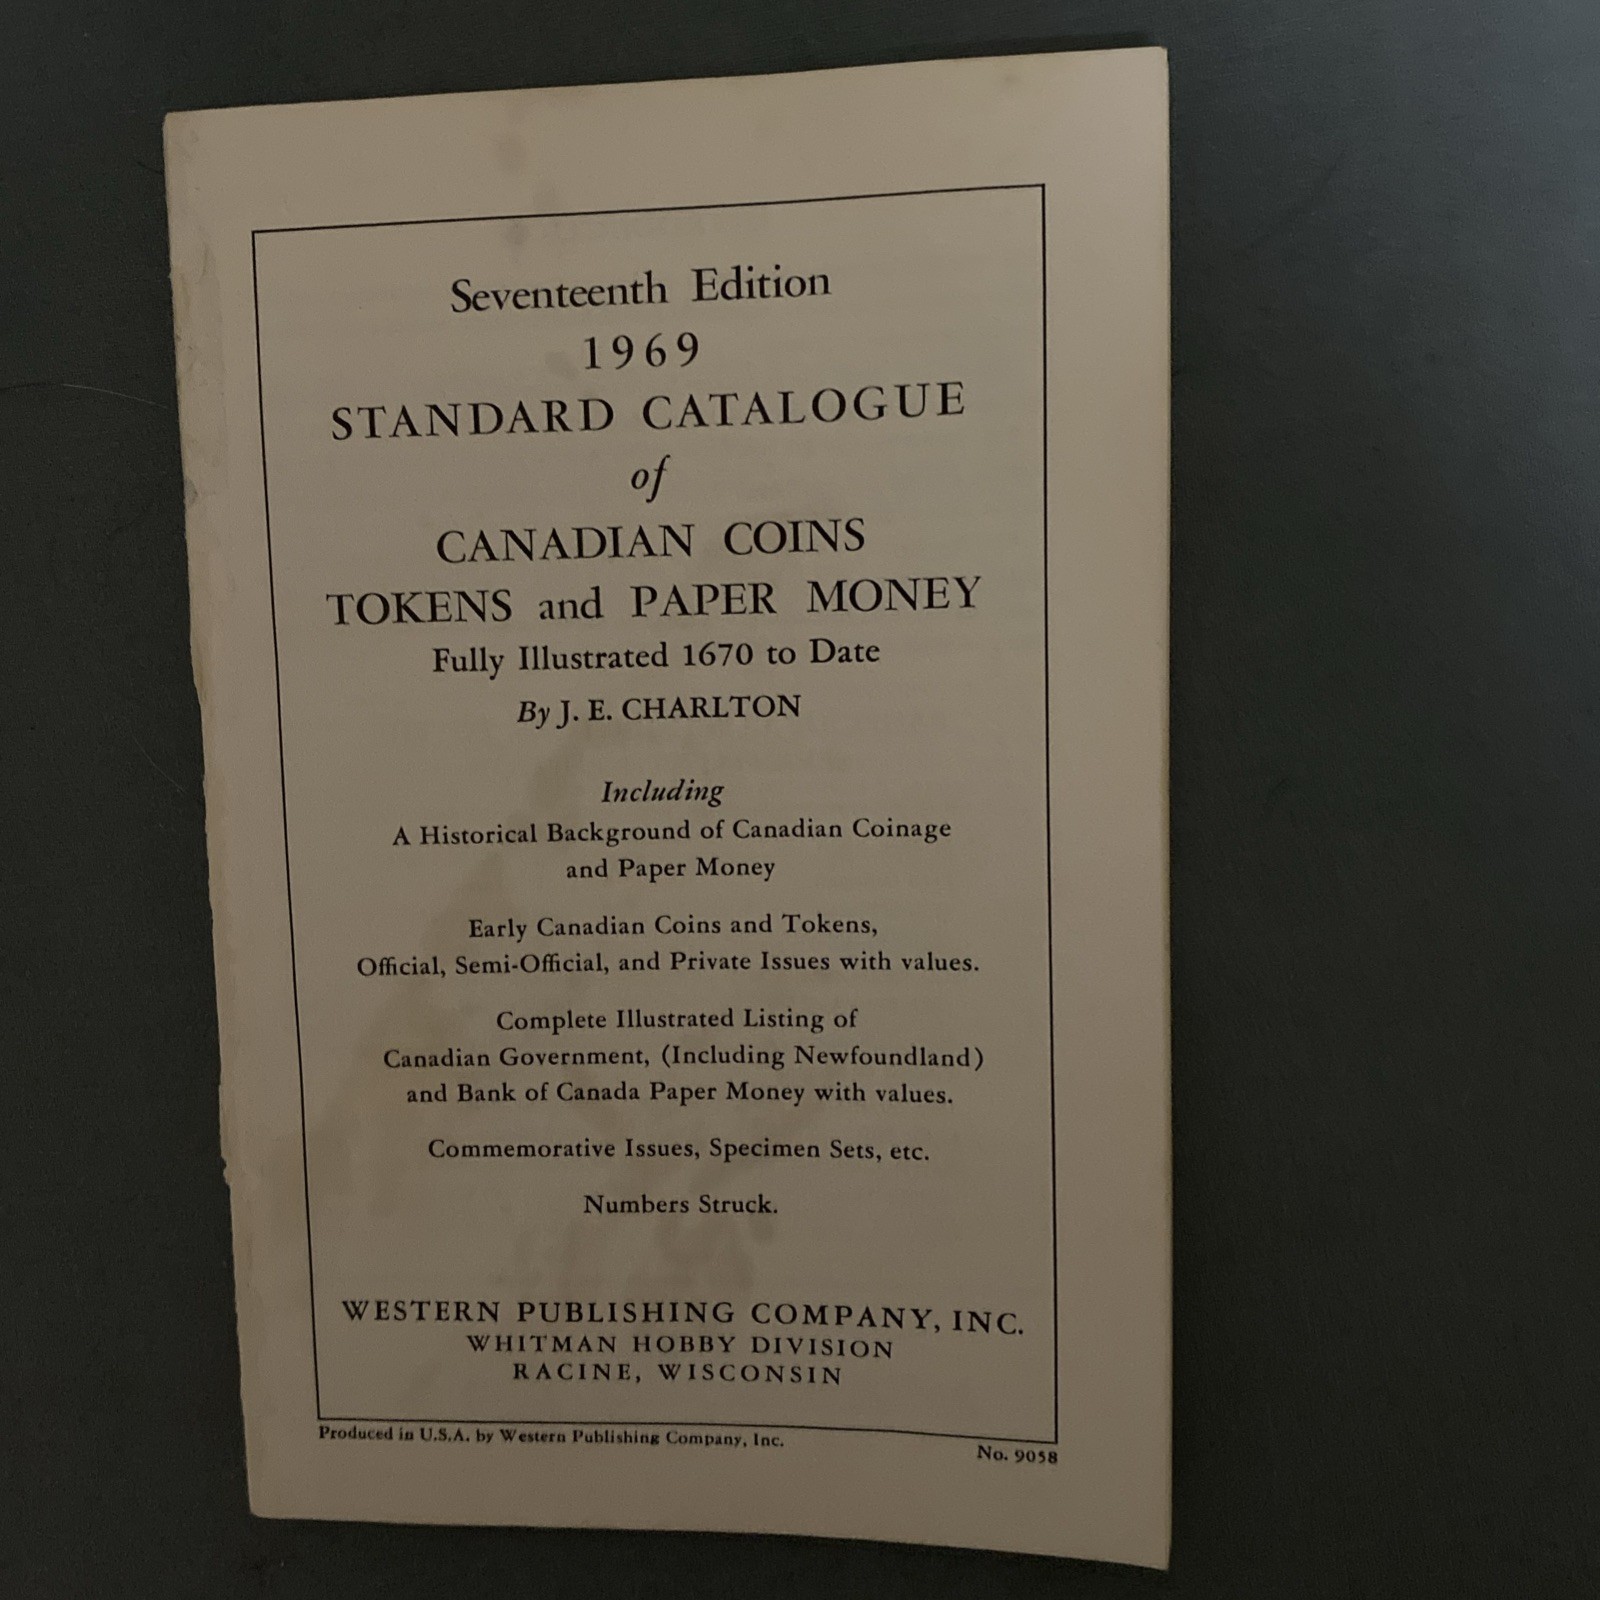 Seventeenth Edition
1969
STANDARD CATALOGUE
of
CANADIAN COINS
TOKENS and PAPER MONEY
Fully Illustrated 1670 to Date
By J. E. CHARLTON
Including
A Historical Background of Canadian Coinage
and Paper Money
Early Canadian Coins and Tokens,
Official, Semi-Official, and Private Issues with values.
Complete Illustrated Listing of
Canadian Government, (Including Newfoundland)
and Bank of Canada Paper Money with values.
Commemorative Issues, Specimen Sets, etc.
Numbers Struck.
WESTERN PUBLISHING COMPANY, INC.
WHITMAN HOBBY DIVISION
RACINE, WISCONSIN
Produced in U.S.A. by Western Publishing Company, Inc.
No. 9058